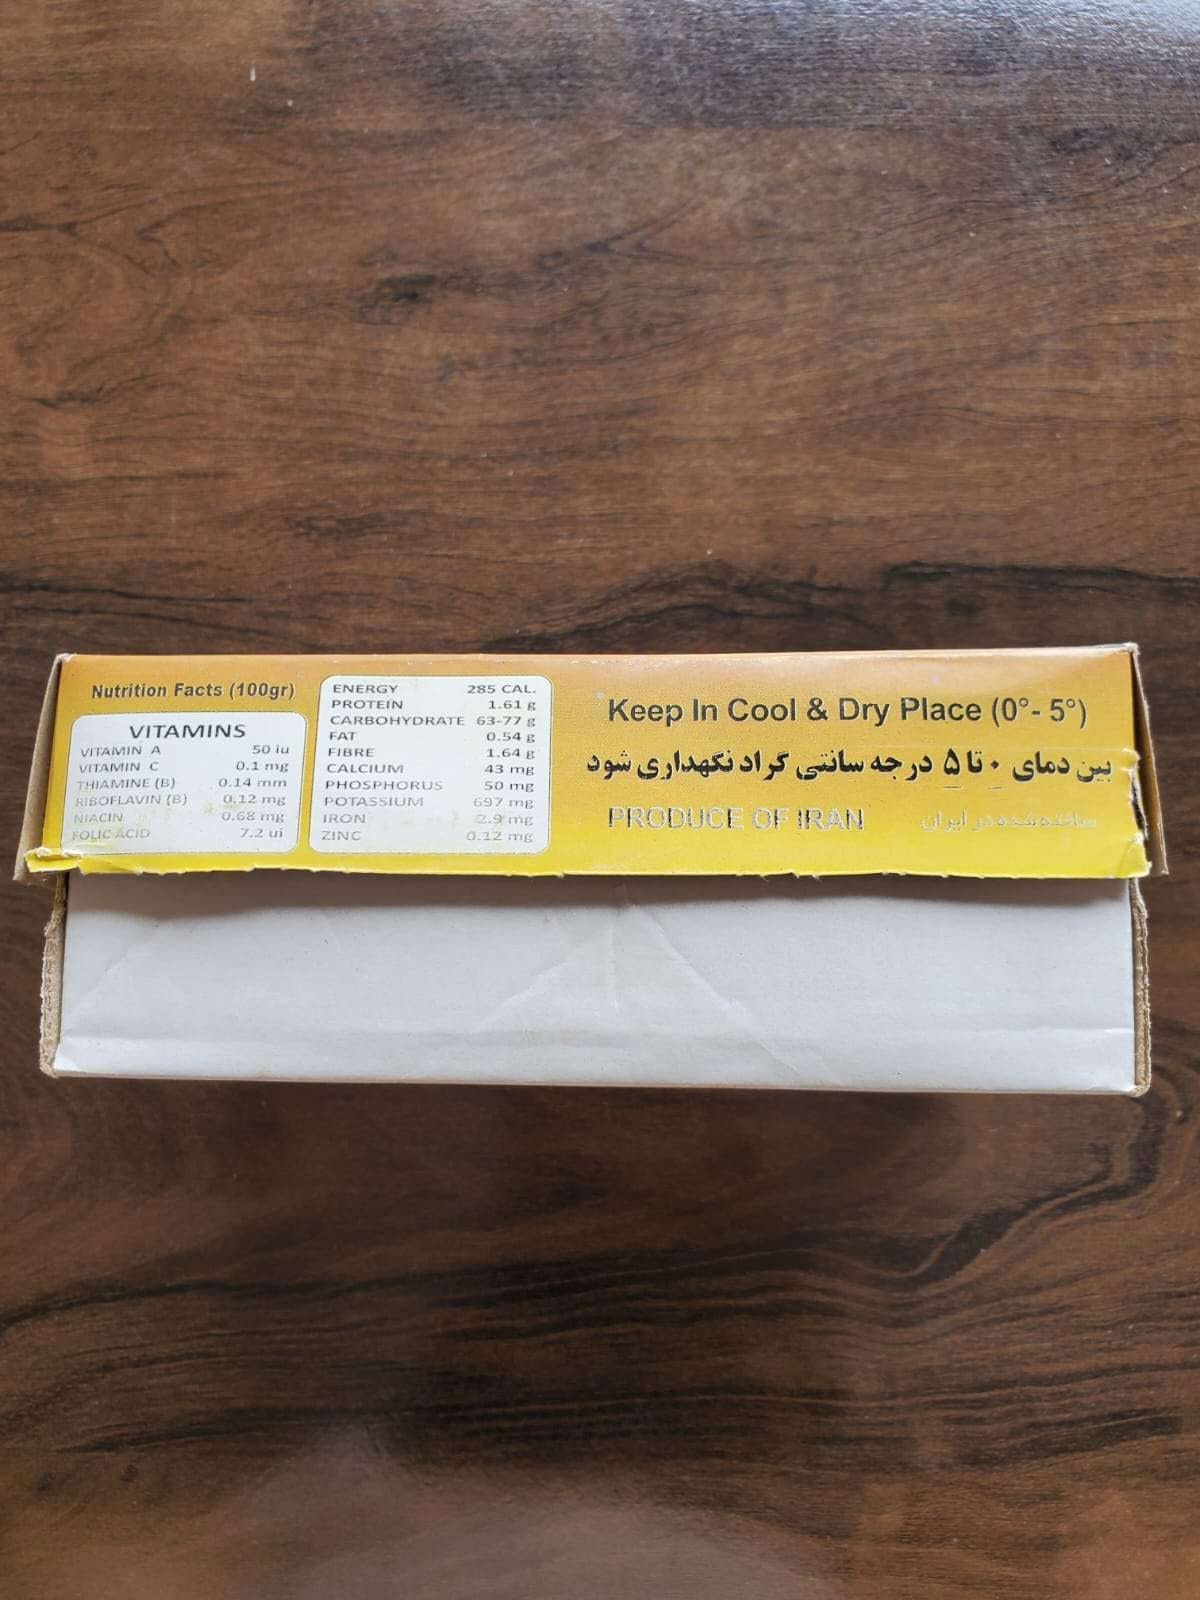 Nutrition Facts (100gr)
VITAMINS
VITAMIN A 50 iu
VITAMIN C 0.1 mg
THIAMINE (B) 0.14 mm
RIBOFLAVIN (B) 0.12 mg
NIACIN 0.68 mg
FOLIC ACID 7.2 ui
ENERGY 285 CAL.
PROTEIN 1.61 g
CARBOHYDRATE 63-77 g
FAT 0.54 g
FIBRE 1.64 g
CALCIUM 43 mg
PHOSPHORUS 50 mg
POTASSIUM 697 mg
IRON 2.9 mg
ZINC 0.12 mg
Keep In Cool & Dry Place (0°- 5°)
بین دمای ۰ تا ۵ درجه سانتی گراد نگهداری شود
PRODUCE OF IRAN
ساخته شده در ایران